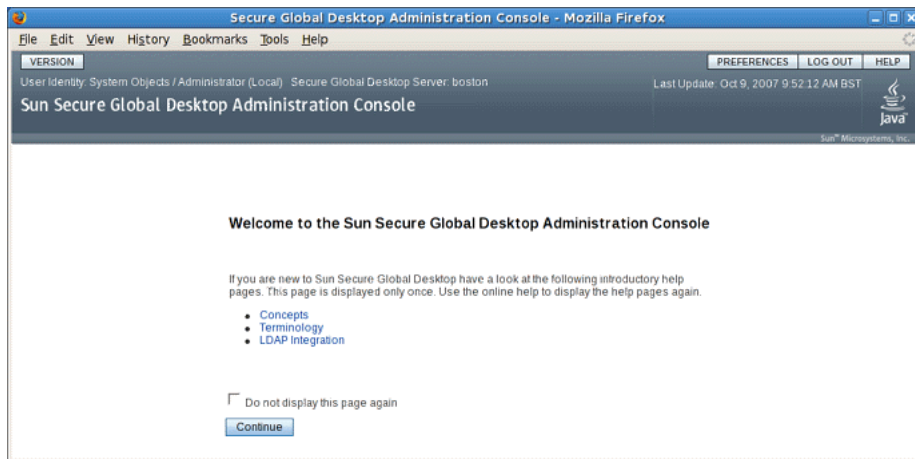 Secure Global Desktop Administration Console - Mozilla Firefox
File Edit View History Bookmarks Tools Help
VERSION PREFERENCES LOG OUT HELP
User Identity: System Objects / Administrator (Local) Secure Global Desktop Server: boston Last Update: Oct 9, 2007 9:52:12 AM BST
Sun Secure Global Desktop Administration Console
Java™
Sun™ Microsystems, Inc.
Welcome to the Sun Secure Global Desktop Administration Console
If you are new to Sun Secure Global Desktop have a look at the following introductory help
pages. This page is displayed only once. Use the online help to display the help pages again.
Concepts
Terminology
LDAP Integration
Do not display this page again
Continue